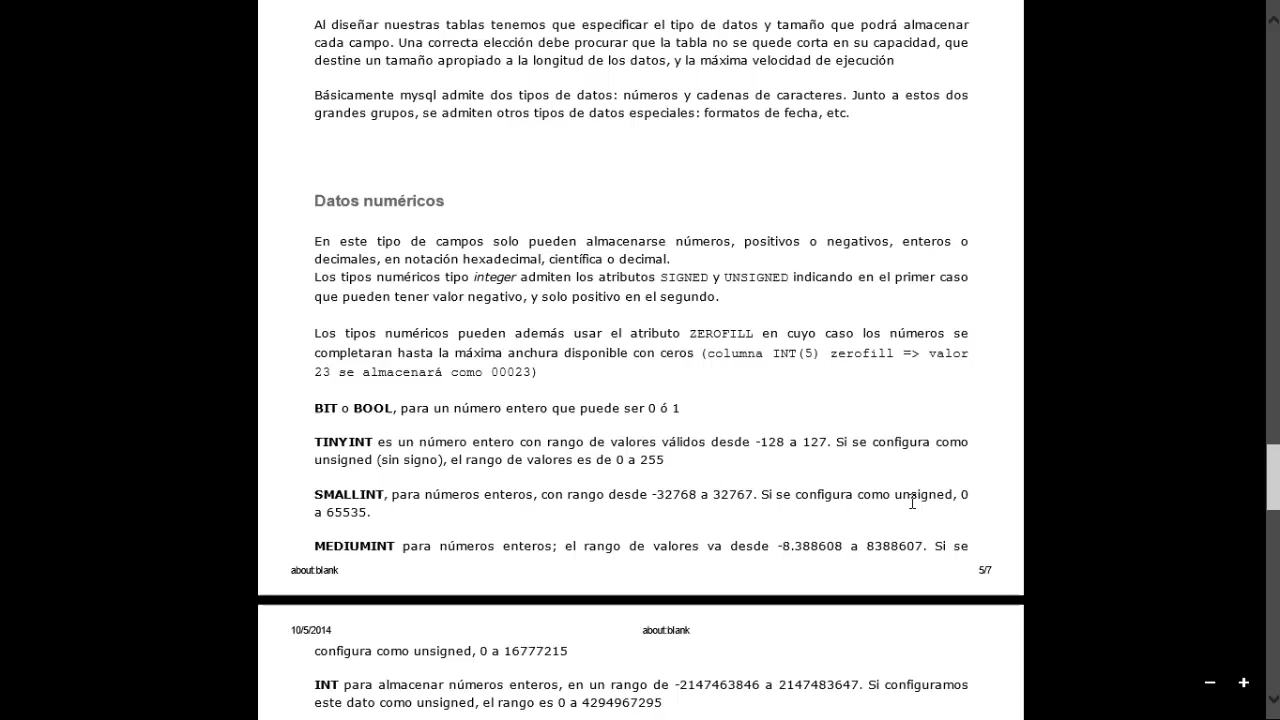 Al diseñar nuestras tablas tenemos que especificar el tipo de datos y tamaño que podrá almacenar
cada campo. Una correcta elección debe procurar que la tabla no se quede corta en su capacidad, que
destine un tamaño apropiado a la longitud de los datos, y la máxima velocidad de ejecución
Básicamente mysql admite dos tipos de datos: números y cadenas de caracteres. Junto a estos dos
grandes grupos, se admiten otros tipos de datos especiales: formatos de fecha, etc.
Datos numéricos
En este tipo de campos solo pueden almacenarse números, positivos o negativos, enteros o
decimales, en notación hexadecimal, científica o decimal.
Los tipos numéricos tipo integer admiten los atributos SIGNED y UNSIGNED indicando en el primer caso
que pueden tener valor negativo, y solo positivo en el segundo.
Los tipos numéricos pueden además usar el atributo ZEROFILL en cuyo caso los números se
completaran hasta la máxima anchura disponible con ceros (columna INT(5) zerofill => valor
23 se almacenará como 00023)
BIT o BOOL, para un número entero que puede ser 0 ó 1
TINYINT es un número entero con rango de valores válidos desde -128 a 127. Si se configura como
unsigned (sin signo), el rango de valores es de 0 a 255
SMALLINT, para números enteros, con rango desde -32768 a 32767. Si se configura como unsigned, 0
a 65535.
MEDIUMINT para números enteros; el rango de valores va desde -8.388608 a 8388607. Si se
about:blank 5/7
10/5/2014 about:blank
configura como unsigned, 0 a 16777215
INT para almacenar números enteros, en un rango de -2147463846 a 2147483647. Si configuramos
este dato como unsigned, el rango es 0 a 4294967295